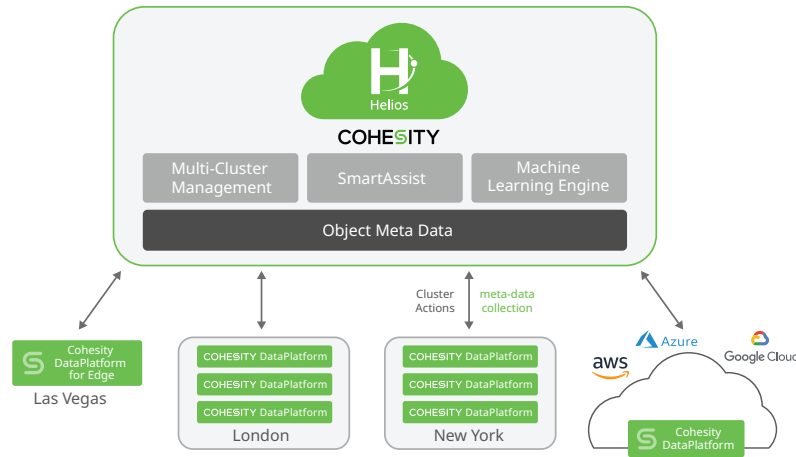 H
Helios
COHESITY
Multi-Cluster
Management
SmartAssist
Machine
Learning Engine
Object Meta Data
Cluster
Actions
meta-data
collection
Cohesity
DataPlatform
for Edge
Las Vegas
COHESITY DataPlatform
COHESITY DataPlatform
COHESITY DataPlatform
London
COHESITY DataPlatform
COHESITY DataPlatform
COHESITY DataPlatform
New York
aws
Azure
Google Cloud
Cohesity
DataPlatform